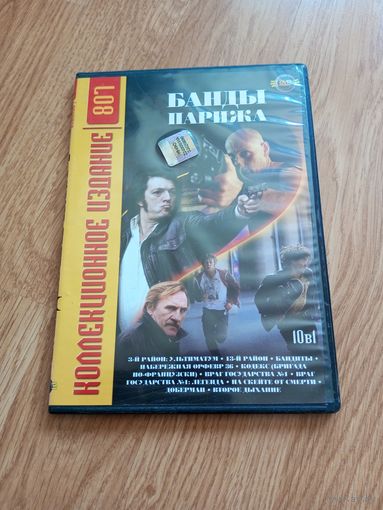 КОЛЛЕКЦИОННОЕ ИЗДАНИЕ
807
DVD
БАНДЫ
ПАРИЖА
10в1
3-Й РАЙОН: УЛЬТИМАТУМ • 13-Й РАЙОН • БАНДИТЫ •
НАБЕРЕЖНАЯ ОРФЕВР 36 • КОДЕКС (БРИГАДА
ПО-ФРАНЦУЗСКИ) • ВРАГ ГОСУДАРСТВА №1 • ВРАГ
ГОСУДАРСТВА №1: ЛЕГЕНДА • НА СКЕЙТЕ ОТ СМЕРТИ •
ДОБЕРМАН • ВТОРОЕ ДЫХАНИЕ